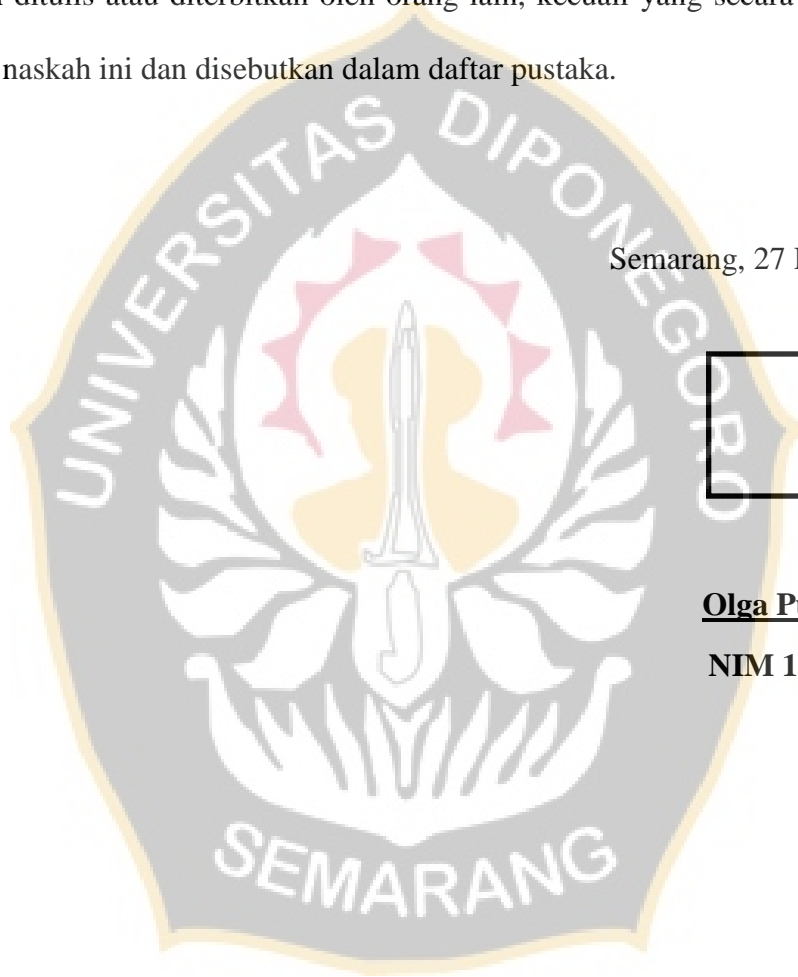 ditulis atau diterbitkan oleh orang lain, kecuali yang secara
naskah ini dan disebutkan dalam daftar pustaka.
UNIVERSITAS DIPONEGORO
Semarang, 27
Olga
NIM 1
SEMARANG